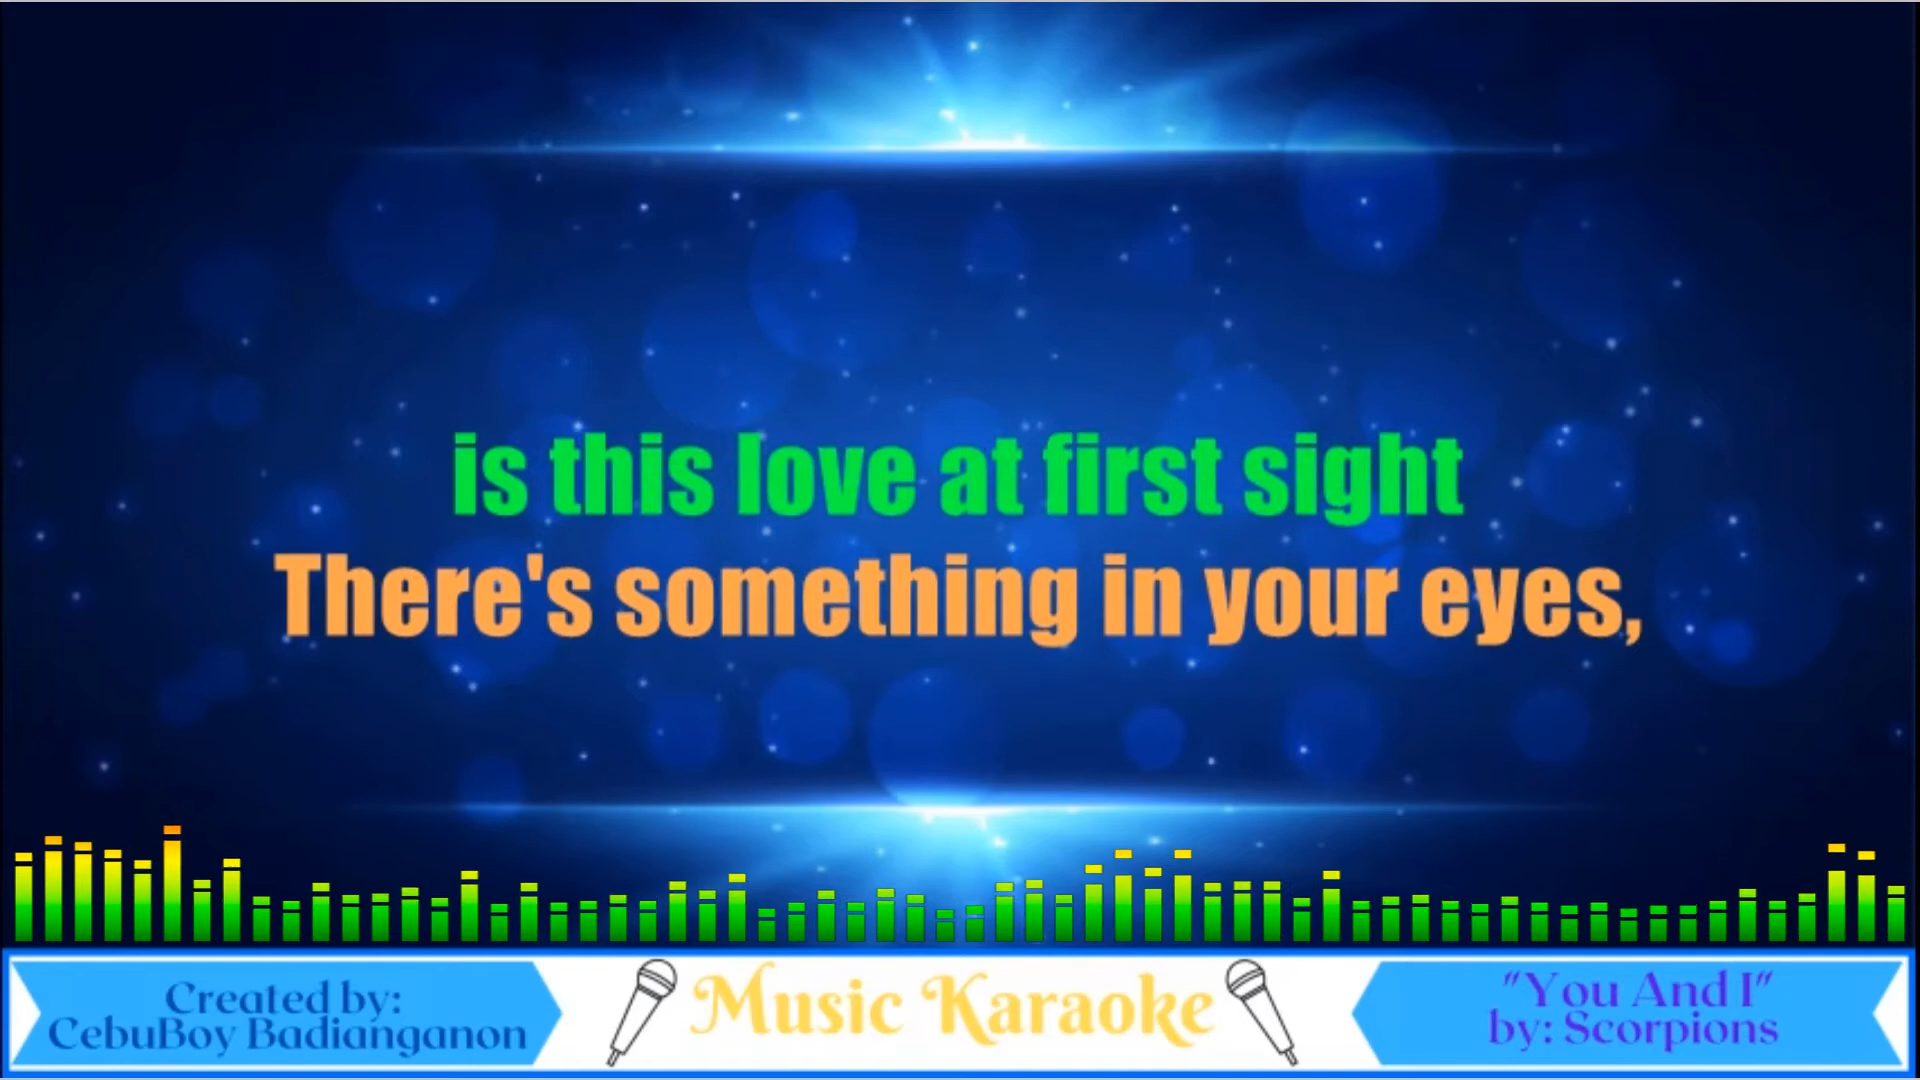 is this love at first sight
There's something in your eyes,
Created by:
CebuBoy Badianganon
Music Karaoke
"You And I"
by: Scorpions